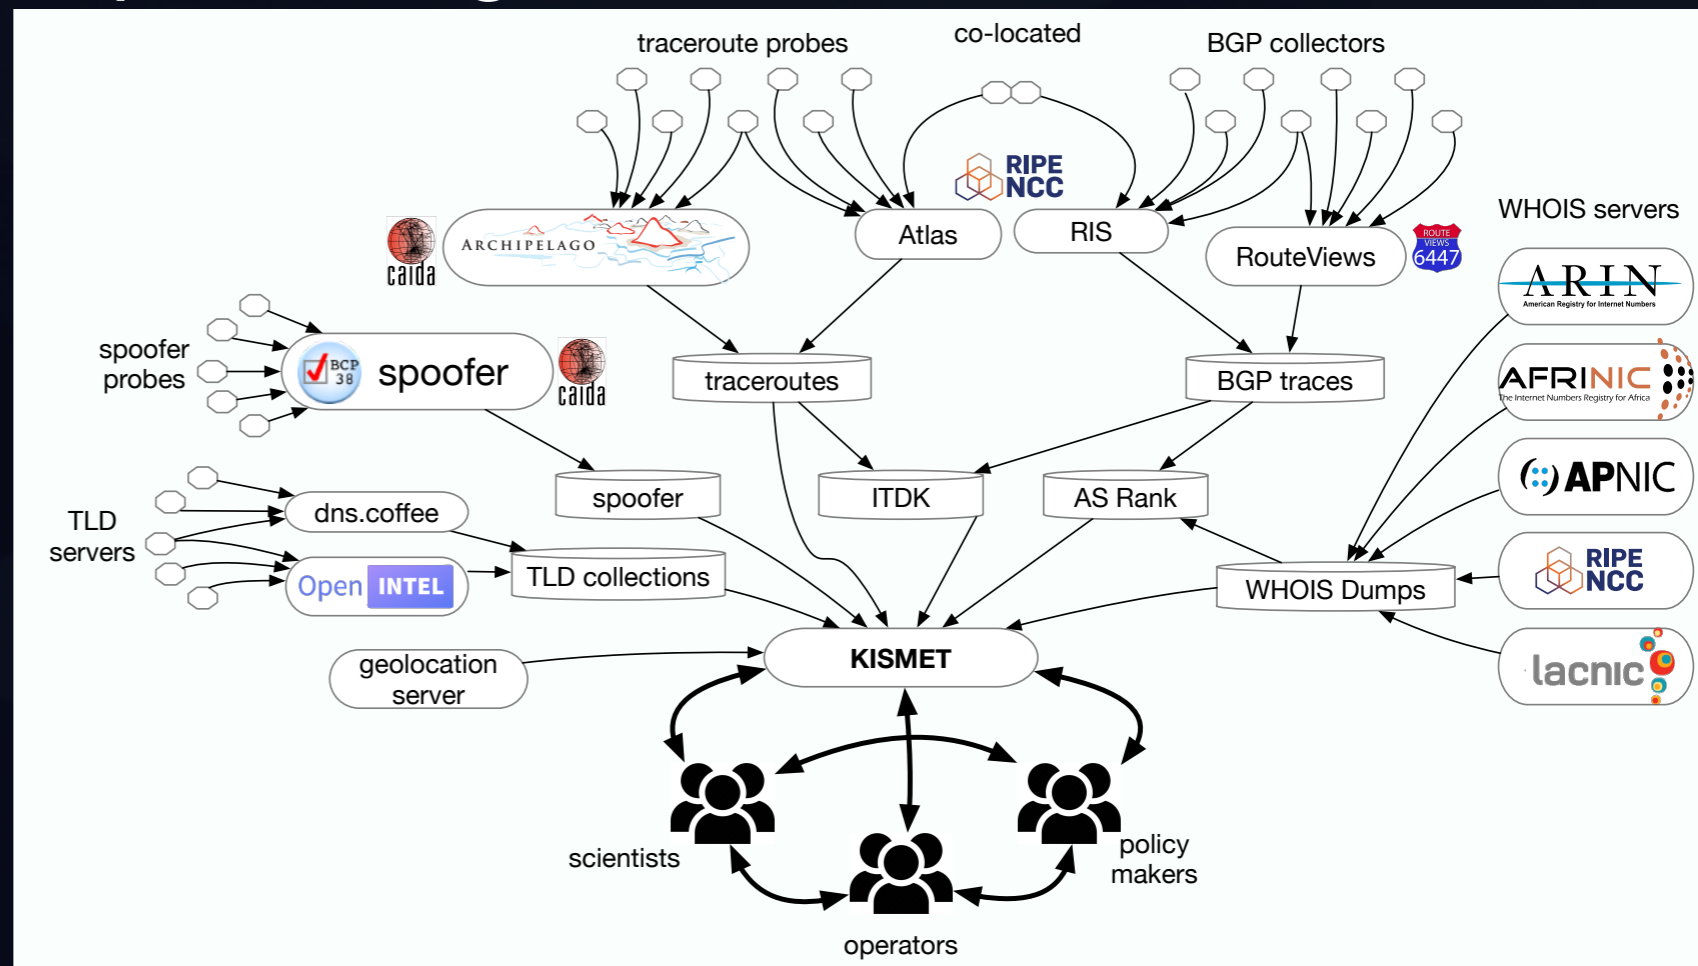 traceroute probes
co-located
BGP collectors
RIPE
NCC
WHOIS servers
caida
ARCHIPELAGO
Atlas
RIS
RouteViews
ROUTE
VIEWS
6447
ARIN
American Registry for Internet Numbers
spoofer
probes
BCP
38
spoofer
caida
traceroutes
BGP traces
AFRINIC
The Internet Numbers Registry for Africa
APNIC
TLD
servers
dns.coffee
spoofer
ITDK
AS Rank
Open INTEL
TLD collections
WHOIS Dumps
RIPE
NCC
geolocation
server
KISMET
lacnic
scientists
policy
makers
operators